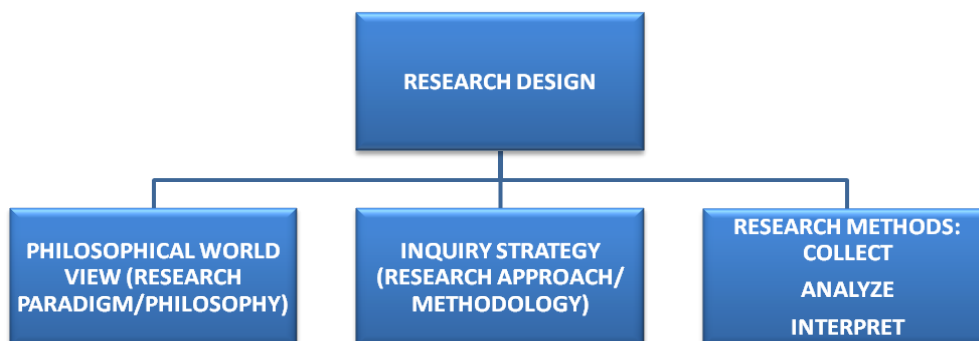 RESEARCH DESIGN
PHILOSOPHICAL WORLD
VIEW (RESEARCH
PARADIGM/PHILOSOPHY)
INQUIRY STRATEGY
(RESEARCH APPROACH/
METHODOLOGY)
RESEARCH METHODS:
COLLECT
ANALYZE
INTERPRET